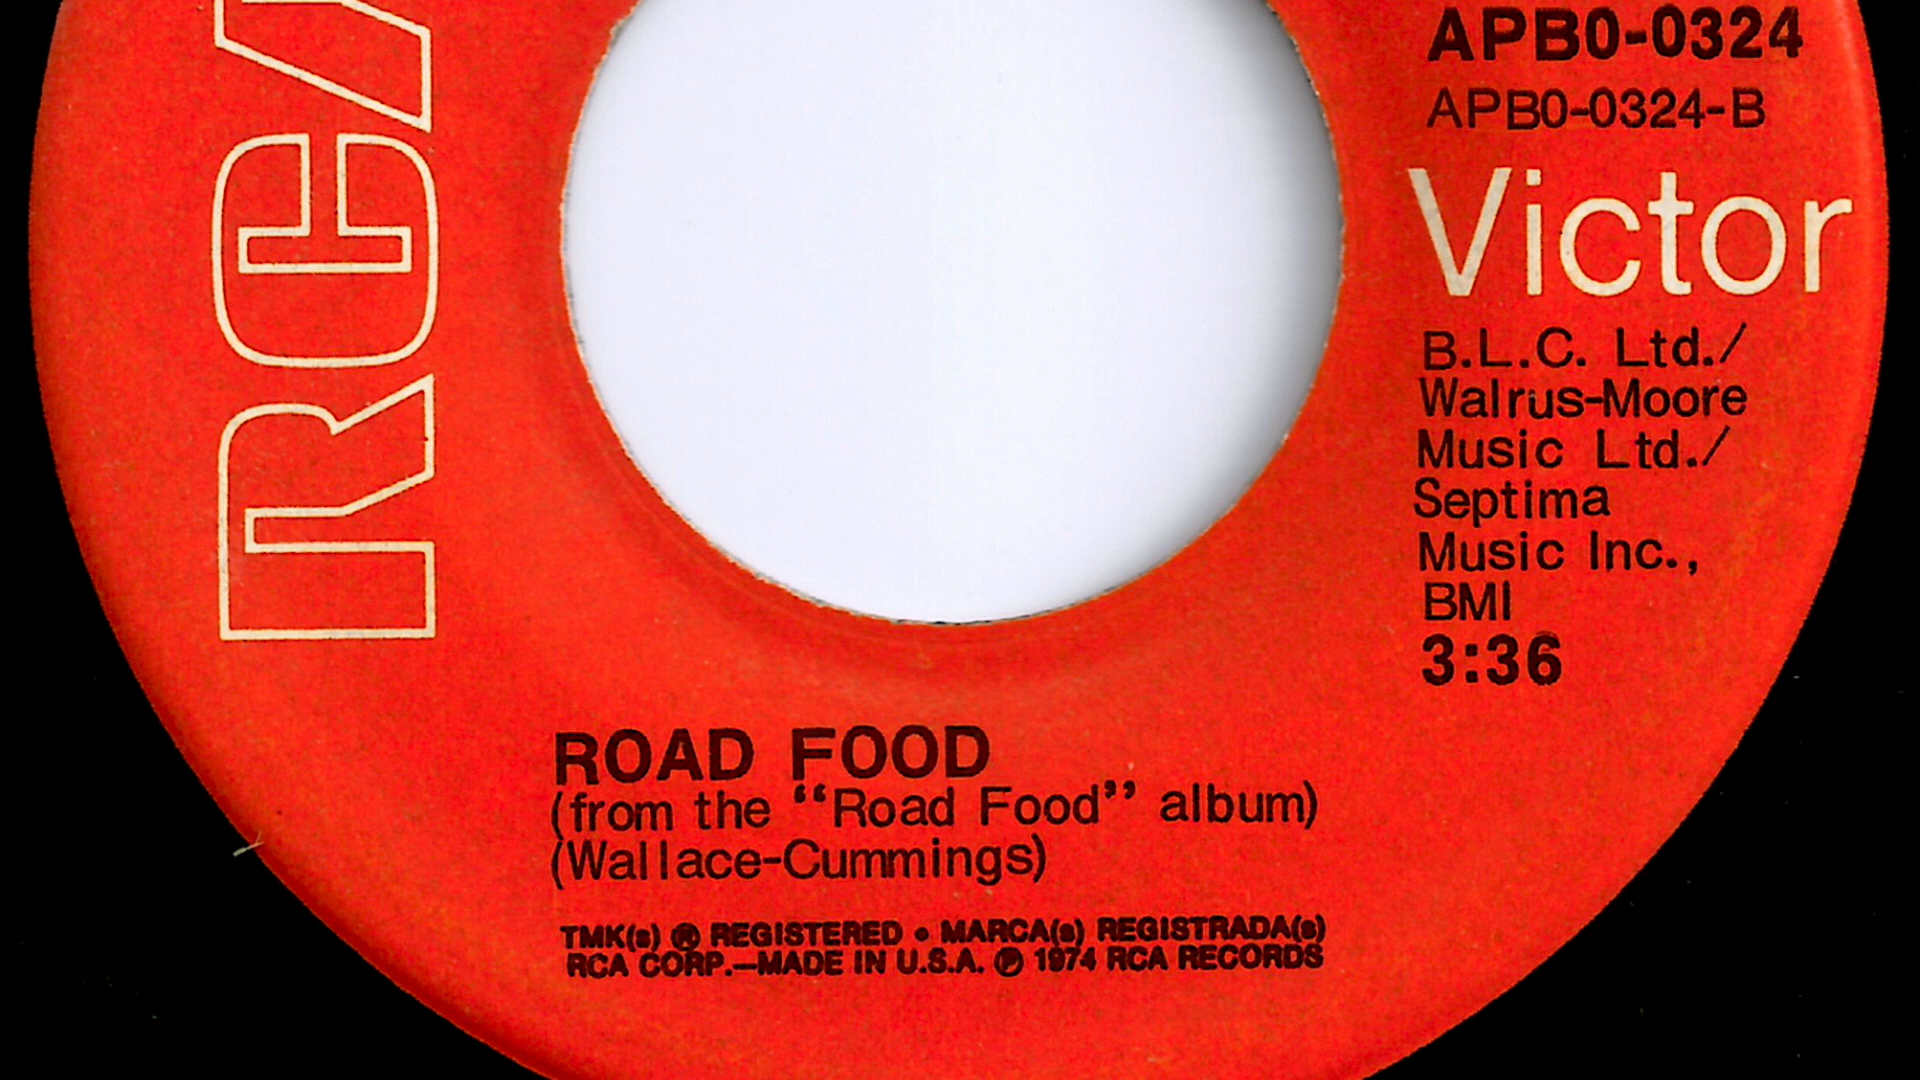 RCA
APB0-0324
APB0-0324-B
Victor
B.L.C. Ltd./
Walrus-Moore
Music Ltd./
Septima
Music Inc.,
BMI
3:36
ROAD FOOD
(from the “Road Food” album)
(Wallace-Cummings)
TMK(s) ® REGISTERED • MARCA(s) REGISTRADA(s)
RCA CORP.—MADE IN U.S.A. ℗ 1974 RCA RECORDS